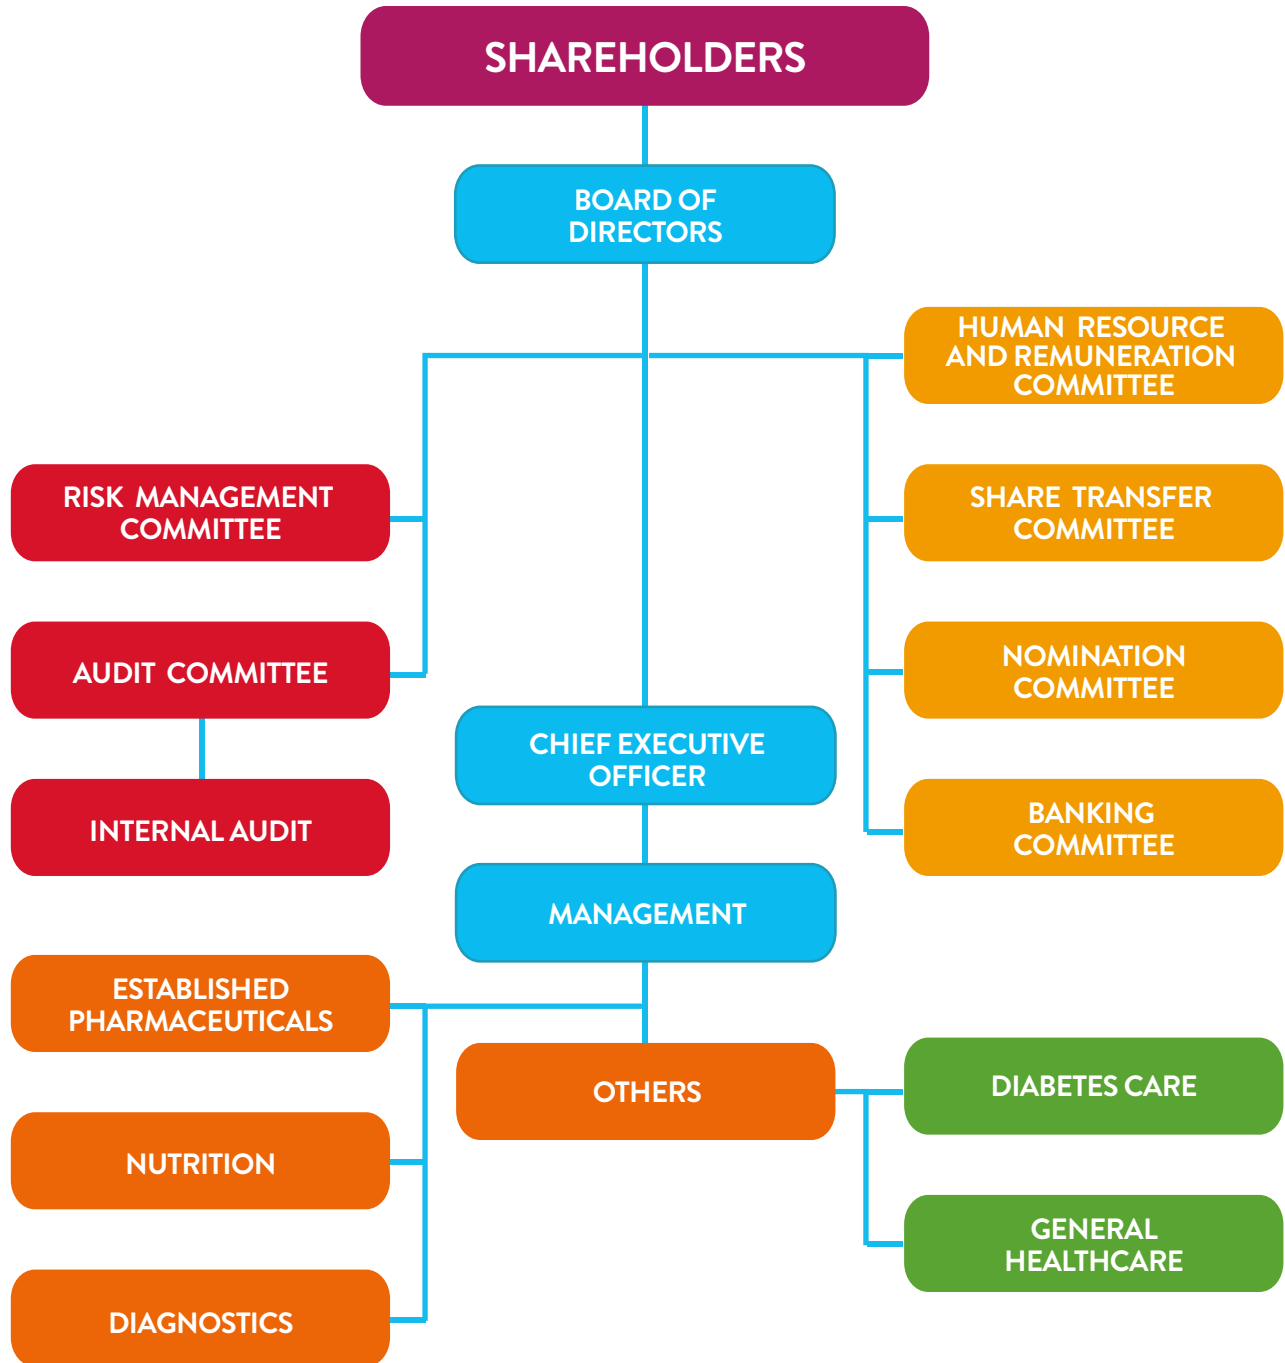 SHAREHOLDERS
BOARD OF
DIRECTORS
HUMAN RESOURCE
AND REMUNERATION
COMMITTEE
RISK MANAGEMENT
COMMITTEE
SHARE TRANSFER
COMMITTEE
AUDIT COMMITTEE
NOMINATION
COMMITTEE
CHIEF EXECUTIVE
OFFICER
INTERNAL AUDIT
BANKING
COMMITTEE
MANAGEMENT
ESTABLISHED
PHARMACEUTICALS
OTHERS
DIABETES CARE
NUTRITION
GENERAL
HEALTHCARE
DIAGNOSTICS